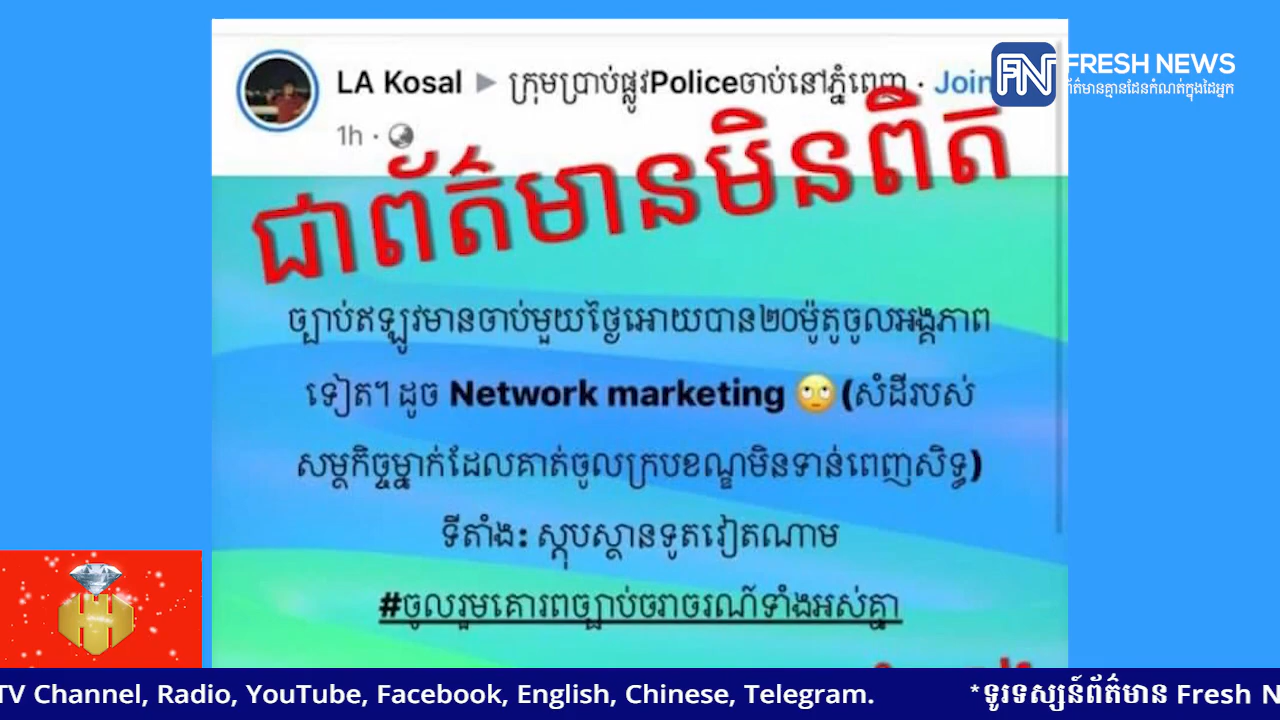 LA Kosal ▶ ក្រុមប្រាប់ផ្លូវPoliceចាប់នៅភ្នំពេញ · Join
1h ·
FRESH NEWS
ព័ត៌មានគ្មានដែនកំណត់ក្នុងដៃអ្នក
ជាព័ត៌មានមិនពិត
ច្បាប់ឥឡូវមានចាប់មួយថ្ងៃអោយបាន២០ម៉ូតូចូលអង្គភាព
ទៀត។ ដូច Network marketing 🙄 (សំដីរបស់
សម្ថកិច្ចម្នាក់ដែលគាត់ចូលក្របខណ្ឌមិនទាន់ពេញសិទ្ធ)
ទីតាំង: ស្តុបស្ថានទូតវៀតណាម
#ចូលរួមគោរពច្បាប់ចរាចរណ៍ទាំងអស់គ្នា
TV Channel, Radio, YouTube, Facebook, English, Chinese, Telegram. *ទូរទស្សន៍ព័ត៌មាន Fresh N